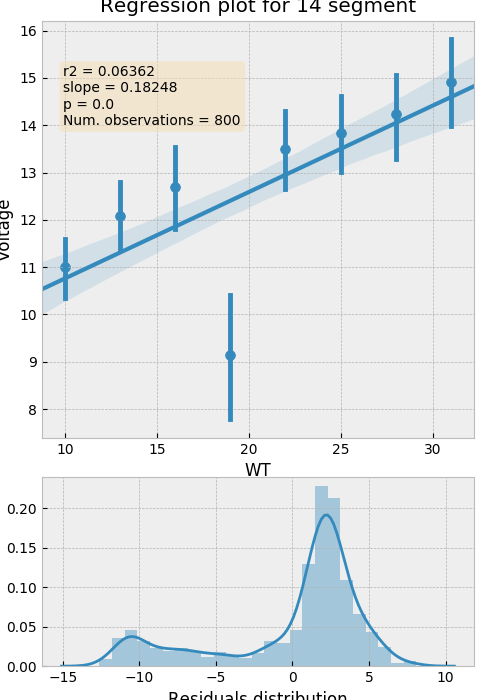 Regression plot for 14 segment
16
15
14
13
12
11
10
9
8
r2 = 0.06362
slope = 0.18248
p = 0.0
Num. observations = 800
Voltage
10 15 20 25 30
WT
0.20
0.15
0.10
0.05
0.00
−15 −10 −5 0 5 10
Residuals distribution